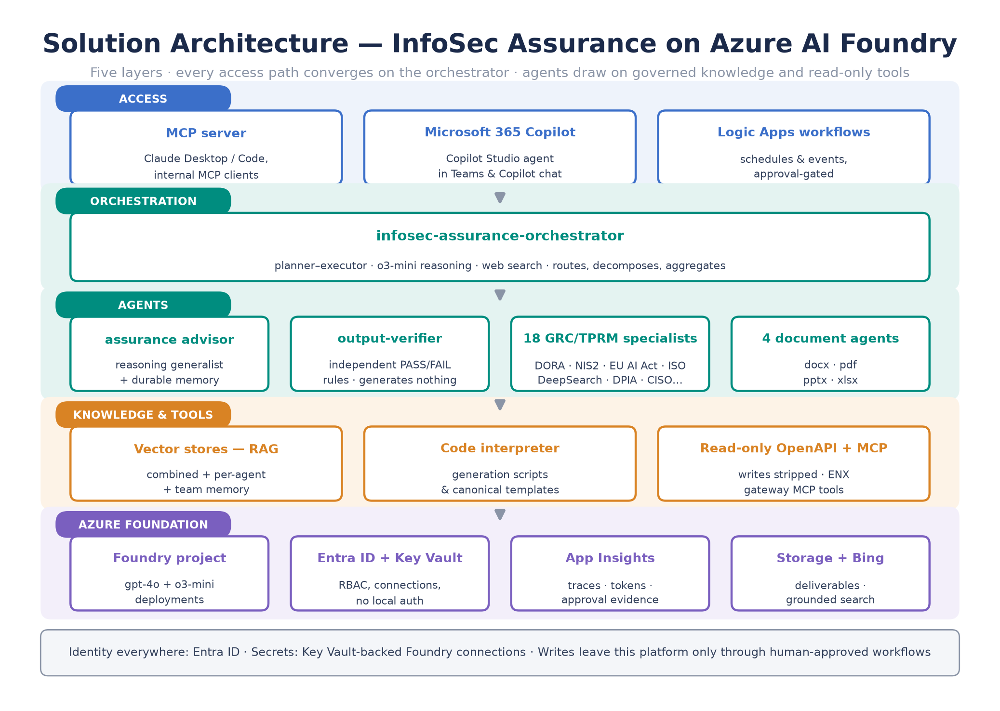 Solution Architecture — InfoSec Assurance on Azure AI Foundry
Five layers · every access path converges on the orchestrator · agents draw on governed knowledge and read-only tools
ACCESS
MCP server
Claude Desktop / Code,
internal MCP clients
Microsoft 365 Copilot
Copilot Studio agent
in Teams & Copilot chat
Logic Apps workflows
schedules & events,
approval-gated
ORCHESTRATION
infosec-assurance-orchestrator
planner–executor · o3-mini reasoning · web search · routes, decomposes, aggregates
AGENTS
assurance advisor
reasoning generalist
+ durable memory
output-verifier
independent PASS/FAIL
rules · generates nothing
18 GRC/TPRM specialists
DORA · NIS2 · EU AI Act · ISO
DeepSearch · DPIA · CISO…
4 document agents
docx · pdf
pptx · xlsx
KNOWLEDGE & TOOLS
Vector stores — RAG
combined + per-agent
+ team memory
Code interpreter
generation scripts
& canonical templates
Read-only OpenAPI + MCP
writes stripped · ENX
gateway MCP tools
AZURE FOUNDATION
Foundry project
gpt-4o + o3-mini
deployments
Entra ID + Key Vault
RBAC, connections,
no local auth
App Insights
traces · tokens ·
approval evidence
Storage + Bing
deliverables ·
grounded search
Identity everywhere: Entra ID · Secrets: Key Vault-backed Foundry connections · Writes leave this platform only through human-approved workflows